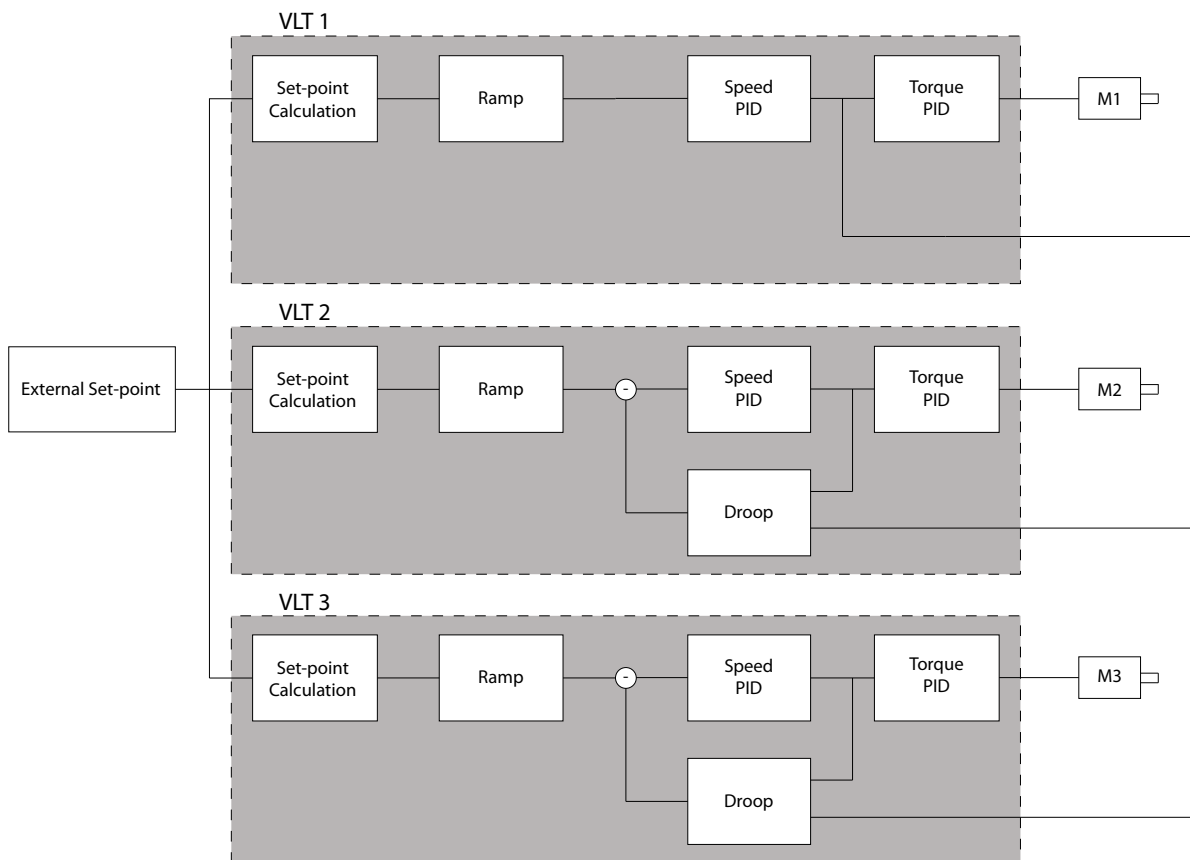 VLT 1
Set-point
Calculation
Ramp
Speed
PID
Torque
PID
M1
VLT 2
External Set-point
Set-point
Calculation
Ramp
-
Speed
PID
Torque
PID
M2
Droop
VLT 3
Set-point
Calculation
Ramp
-
Speed
PID
Torque
PID
M3
Droop